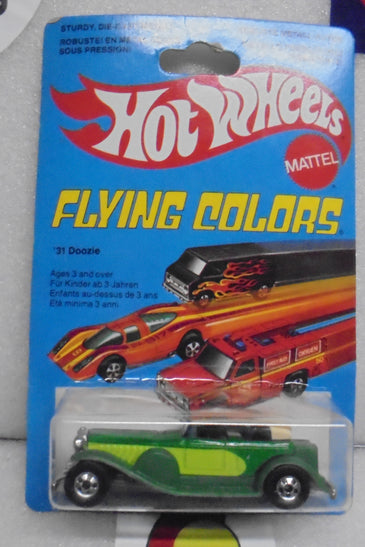 STURDY, DIE-
ROBUSTE! EN ME
SOUS PRESSION!
HOT WHEELS
MATTEL
FLYING COLORS®
'31 Doozie
Ages 3 and over
Für Kinder ab 3 Jahren
Enfants au-dessus de 3 ans
Età minima 3 anni